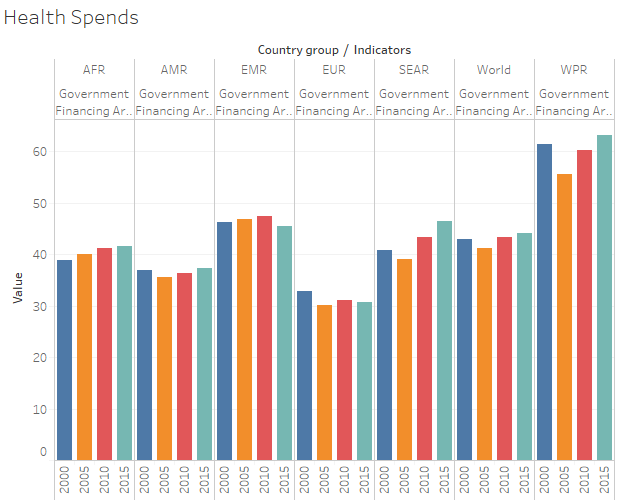 Health Spends
Country group / Indicators
AFR AMR EMR EUR SEAR World WPR
Government Government Government Government Government Government Government
Financing Ar.. Financing Ar.. Financing Ar.. Financing Ar.. Financing Ar.. Financing Ar.. Financing Ar..
60
50
40
30
20
10
0
Value
2000 2005 2010 2015 2000 2005 2010 2015 2000 2005 2010 2015 2000 2005 2010 2015 2000 2005 2010 2015 2000 2005 2010 2015 2000 2005 2010 2015